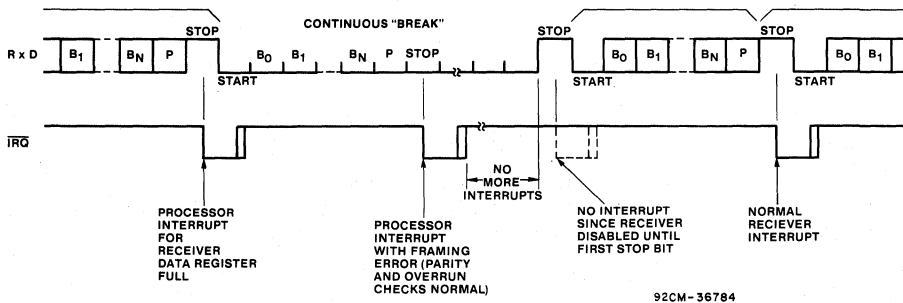 STOP CONTINUOUS "BREAK" STOP STOP
R x D B1 BN P B0 B1 BN P STOP B0 B1 BN P B0 B1
START START START
IRQ
NO
MORE
INTERRUPTS
PROCESSOR
INTERRUPT
FOR
RECEIVER
DATA REGISTER
FULL
PROCESSOR
INTERRUPT
WITH FRAMING
ERROR (PARITY
AND OVERRUN
CHECKS NORMAL)
NO INTERRUPT
SINCE RECEIVER
DISABLED UNTIL
FIRST STOP BIT
NORMAL
RECIEVER
INTERRUPT
92CM-36784